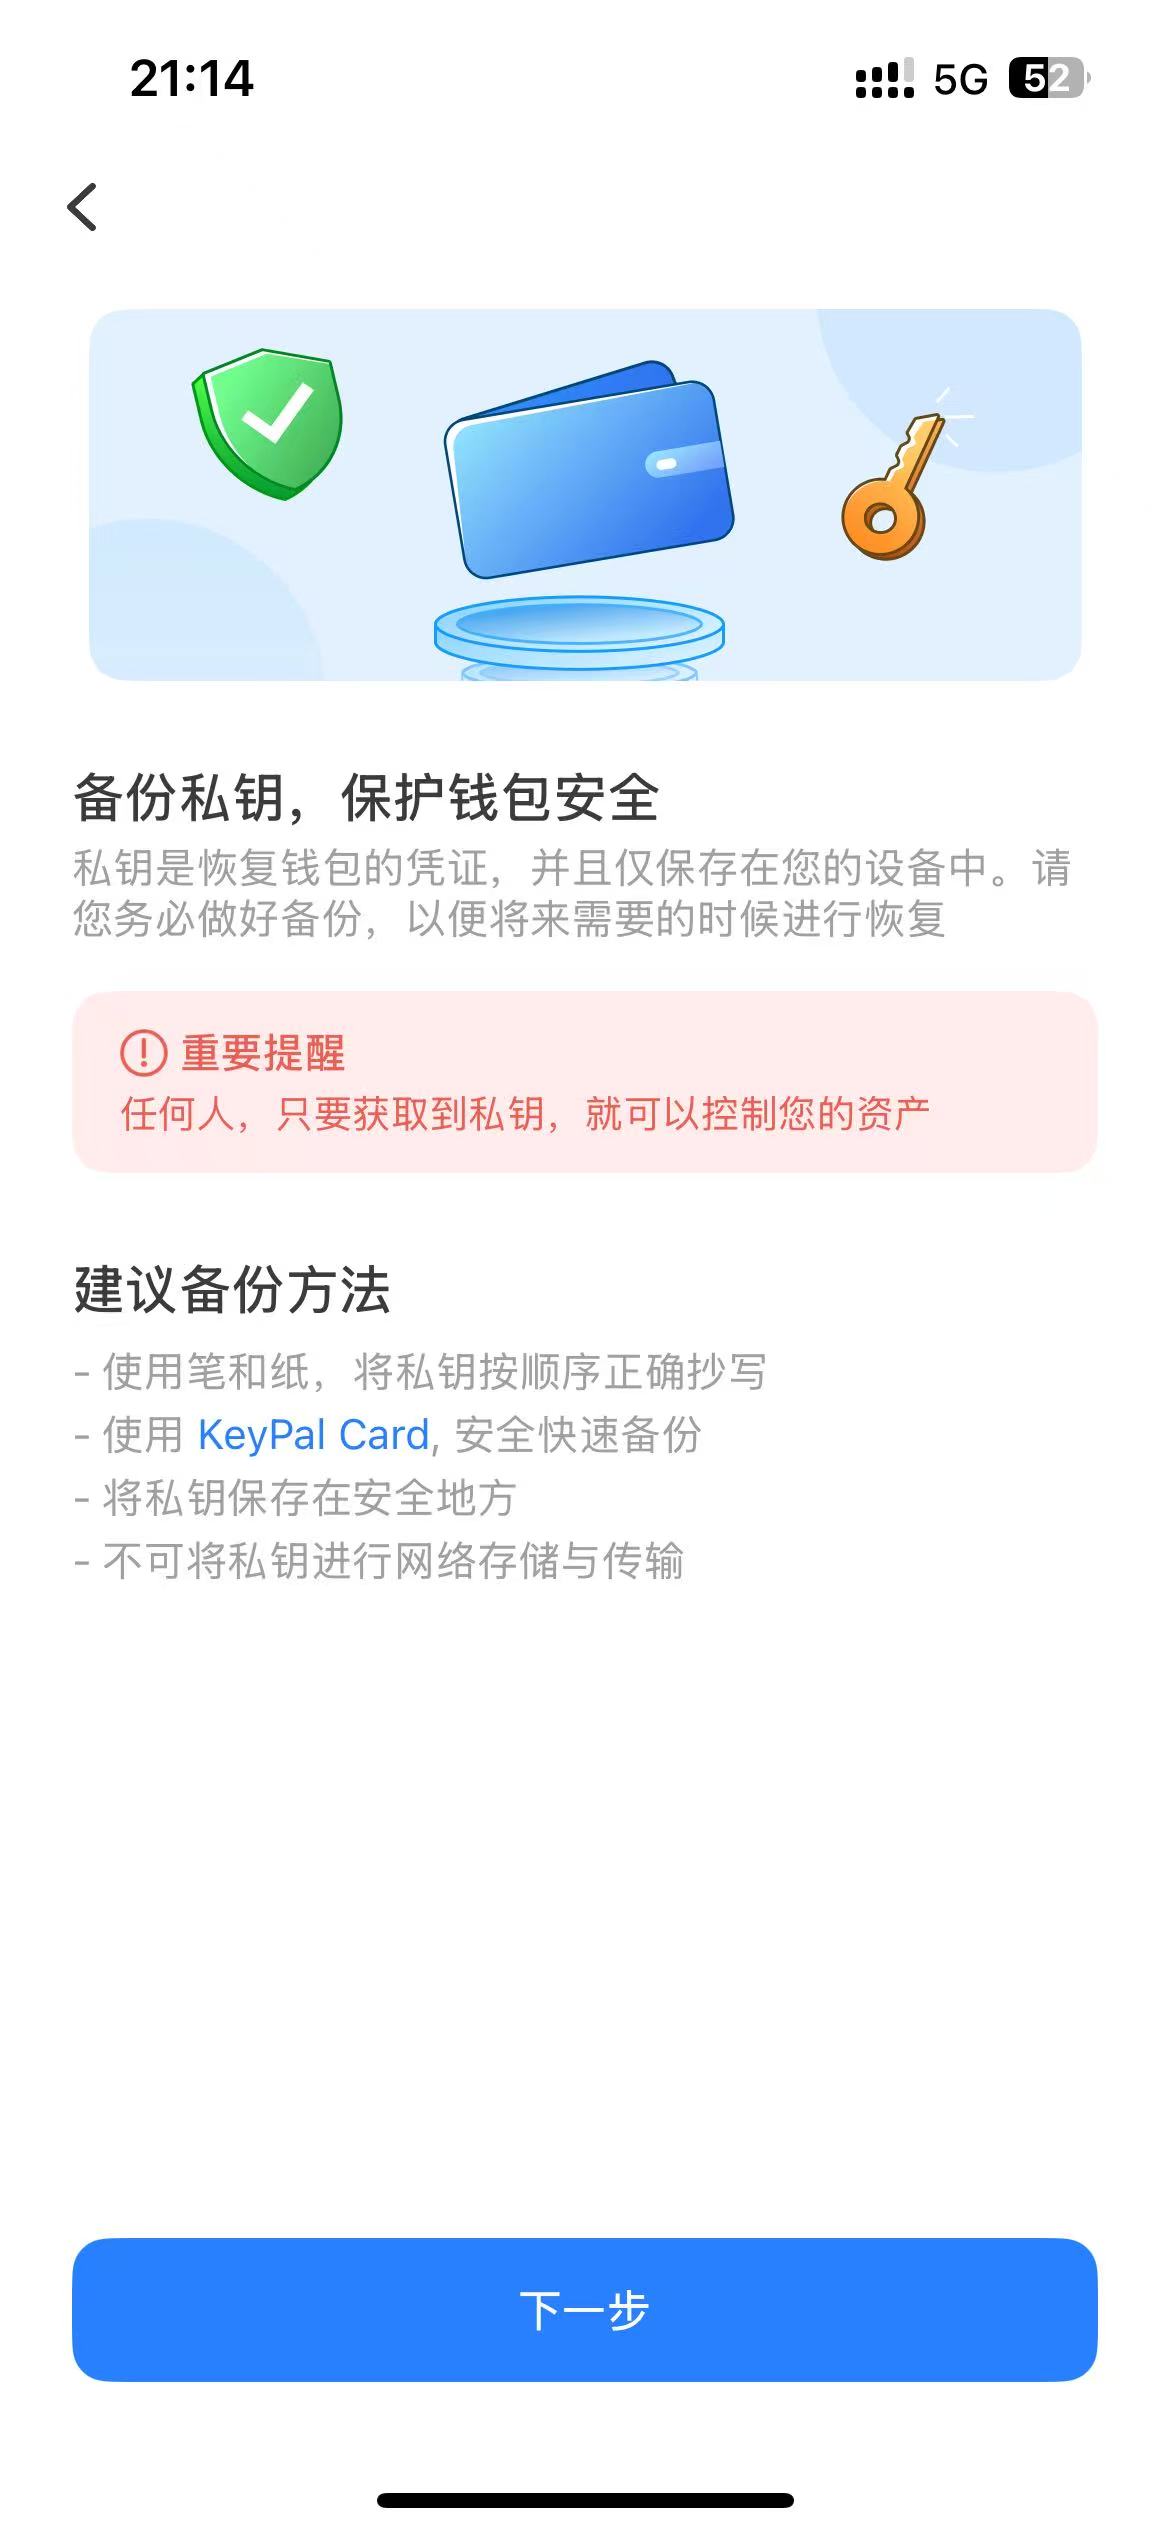 21:14
5G 52
备份私钥，保护钱包安全
私钥是恢复钱包的凭证，并且仅保存在您的设备中。请
您务必做好备份，以便将来需要的时候进行恢复
重要提醒
任何人，只要获取到私钥，就可以控制您的资产
建议备份方法
- 使用笔和纸，将私钥按顺序正确抄写
- 使用 KeyPal Card, 安全快速备份
- 将私钥保存在安全地方
- 不可将私钥进行网络存储与传输
下一步